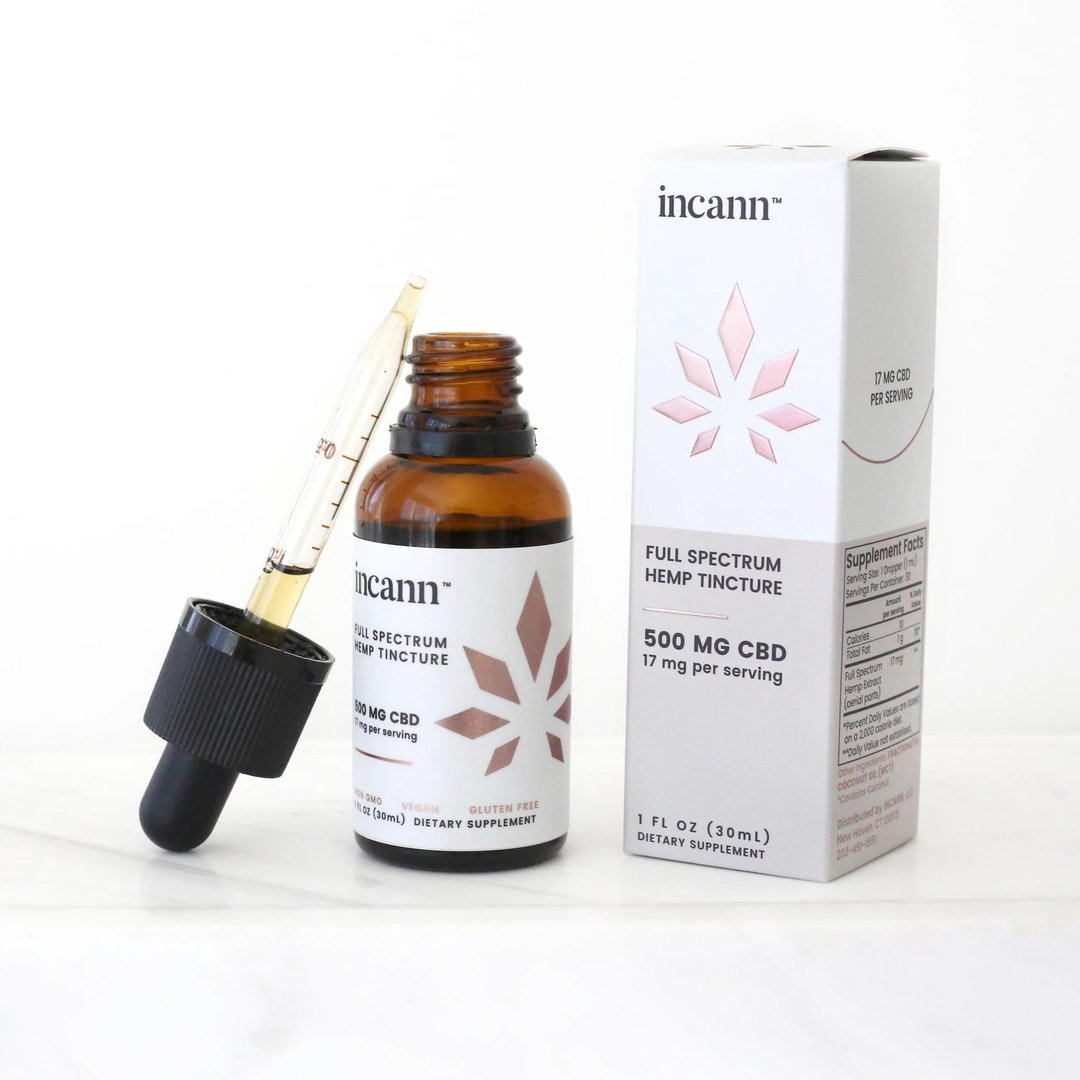 incann™
FULL SPECTRUM
HEMP TINCTURE
500 MG CBD
17 mg per serving
NON GMO VEGAN GLUTEN FREE
1 FL OZ (30mL) DIETARY SUPPLEMENT
incann™
FULL SPECTRUM
HEMP TINCTURE
500 MG CBD
17 mg per serving
1 FL OZ (30mL)
DIETARY SUPPLEMENT
17 MG CBD
PER SERVING
Supplement Facts
Serving Size: 1 Dropper (1 mL)
Servings Per Container: 30
Amount per serving
% Daily Value
Calories 10
Total Fat 1g
Full Spectrum 17mg **
Hemp Extract
(aerial parts)
*Percent Daily Values are based
on a 2,000 calorie diet.
**Daily Value not established.
Other Ingredients: FRACTIONATED
COCONUT OIL (MCT)
*Contains Coconut
Distributed by INCANN, LLC
New Haven, CT